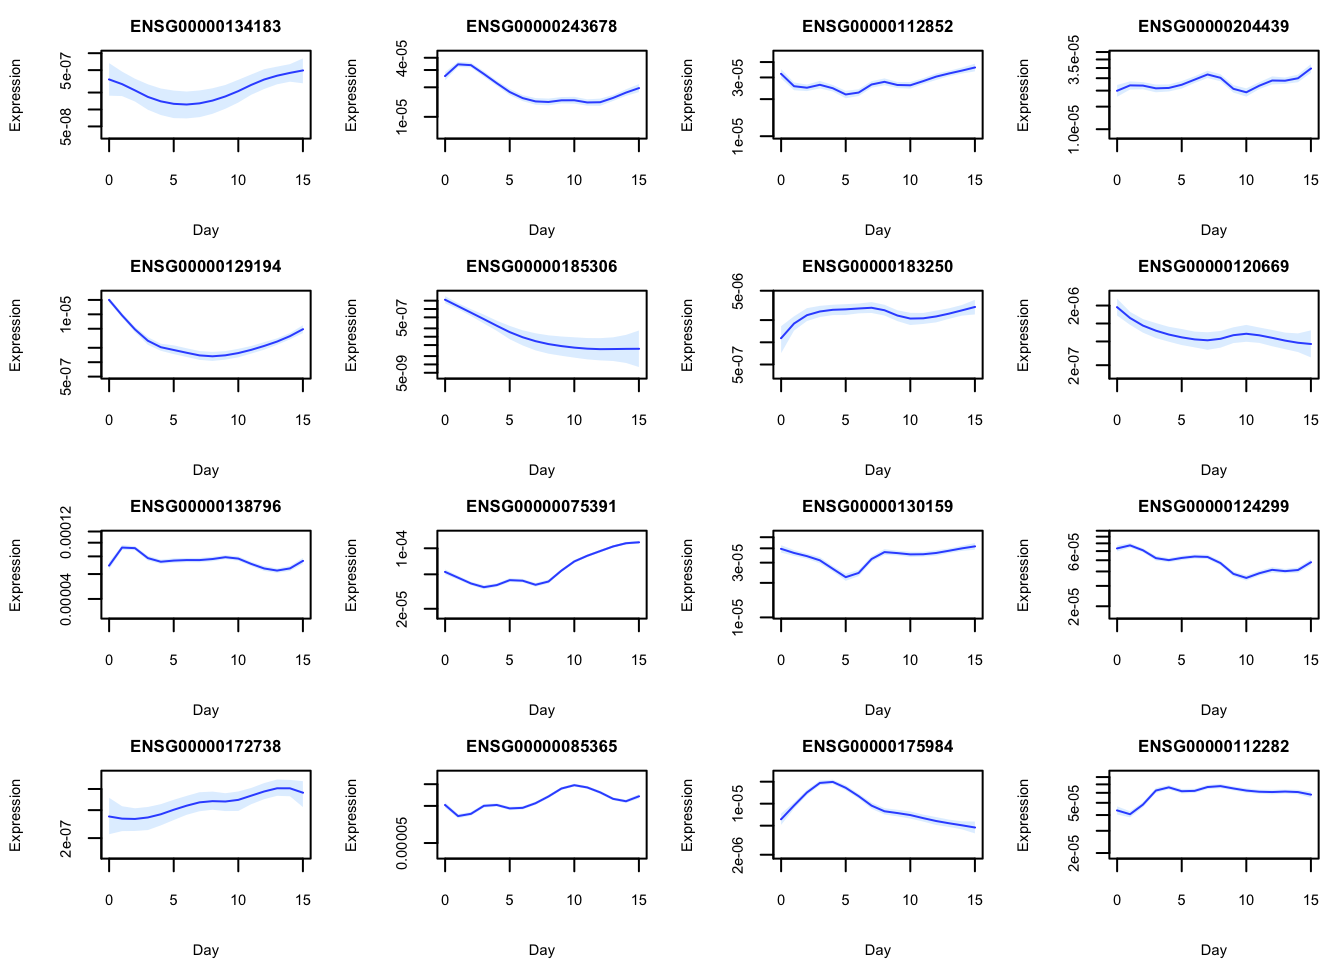 ENSG00000134183
Expression
5e-08 5e-07
0 5 10 15
Day
ENSG00000243678
Expression
1e-05 4e-05
0 5 10 15
Day
ENSG00000112852
Expression
1e-05 3e-05
0 5 10 15
Day
ENSG00000204439
Expression
1.0e-05 3.5e-05
0 5 10 15
Day
ENSG00000129194
Expression
5e-07 1e-05
0 5 10 15
Day
ENSG00000185306
Expression
5e-09 5e-07
0 5 10 15
Day
ENSG00000183250
Expression
5e-07 5e-06
0 5 10 15
Day
ENSG00000120669
Expression
2e-07 2e-06
0 5 10 15
Day
ENSG00000138796
Expression
0.00004 0.00012
0 5 10 15
Day
ENSG00000075391
Expression
2e-05 1e-04
0 5 10 15
Day
ENSG00000130159
Expression
1e-05 3e-05
0 5 10 15
Day
ENSG00000124299
Expression
2e-05 6e-05
0 5 10 15
Day
ENSG00000172738
Expression
2e-07
0 5 10 15
Day
ENSG00000085365
Expression
0.00005
0 5 10 15
Day
ENSG00000175984
Expression
2e-06 1e-05
0 5 10 15
Day
ENSG00000112282
Expression
2e-05 5e-05
0 5 10 15
Day